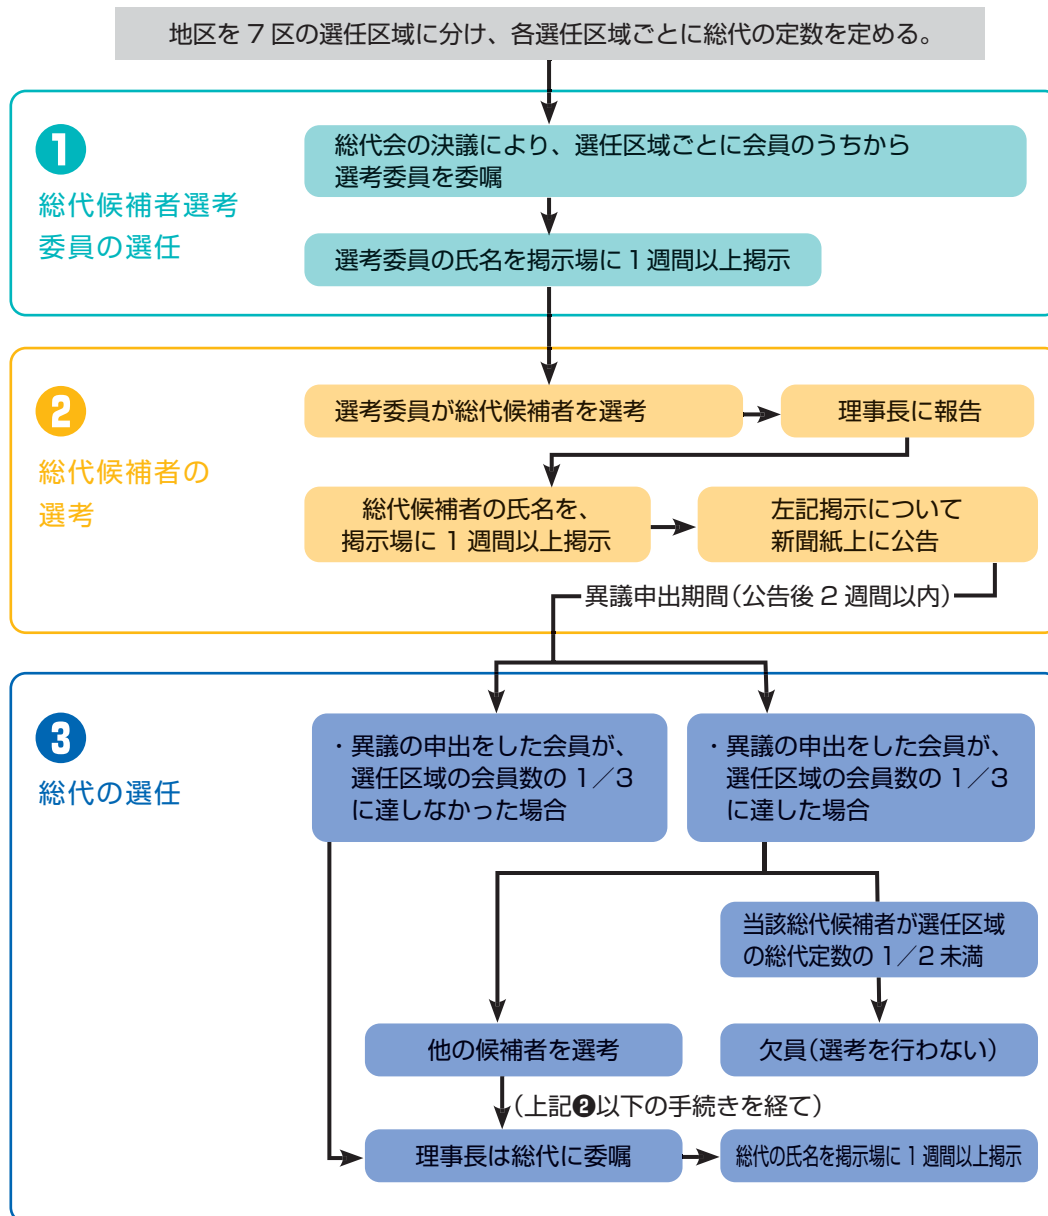 地区を 7 区の選任区域に分け、各選任区域ごとに総代の定数を定める。
1
総代候補者選考
委員の選任
総代会の決議により、選任区域ごとに会員のうちから
選考委員を委嘱
選考委員の氏名を掲示場に 1 週間以上掲示
2
総代候補者の
選考
選考委員が総代候補者を選考
理事長に報告
総代候補者の氏名を、
掲示場に 1 週間以上掲示
左記掲示について
新聞紙上に公告
異議申出期間(公告後 2 週間以内)
3
総代の選任
・異議の申出をした会員が、
選任区域の会員数の 1／3
に達しなかった場合
・異議の申出をした会員が、
選任区域の会員数の 1／3
に達した場合
当該総代候補者が選任区域
の総代定数の 1／2 未満
他の候補者を選考
欠員(選考を行わない)
(上記❷以下の手続きを経て)
理事長は総代に委嘱
総代の氏名を掲示場に 1 週間以上掲示